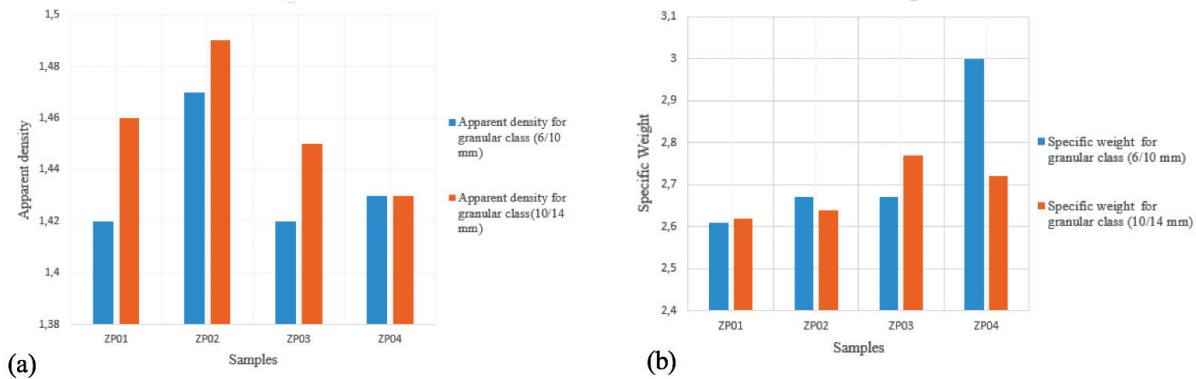 1,5
1,48
1,46
1,44
1,42
1,4
1,38
Apparent density
ZP01 ZP02 ZP03 ZP04
Samples
Apparent density for
granular class (6/10
mm)
Apparent density for
granular class(10/14
mm)
(a)
3,1
3
2,9
2,8
2,7
2,6
2,5
2,4
Specific Weight
ZP01 ZP02 ZP03 ZP04
Samples
Specific weight for
granular class (6/10 mm)
Specific weight for
granular class (10/14 mm)
(b)